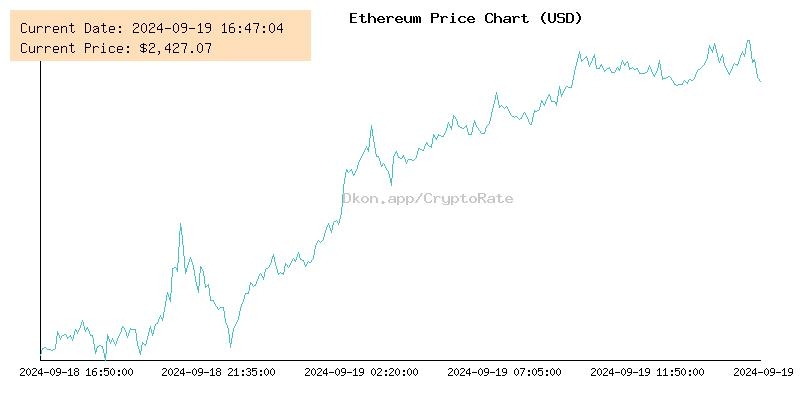 Ethereum Price Chart (USD)
Current Date: 2024-09-19 16:47:04
Current Price: $2,427.07
Okon.app/CryptoRate
2024-09-18 16:50:00 2024-09-18 21:35:00 2024-09-19 02:20:00 2024-09-19 07:05:00 2024-09-19 11:50:00 2024-09-19